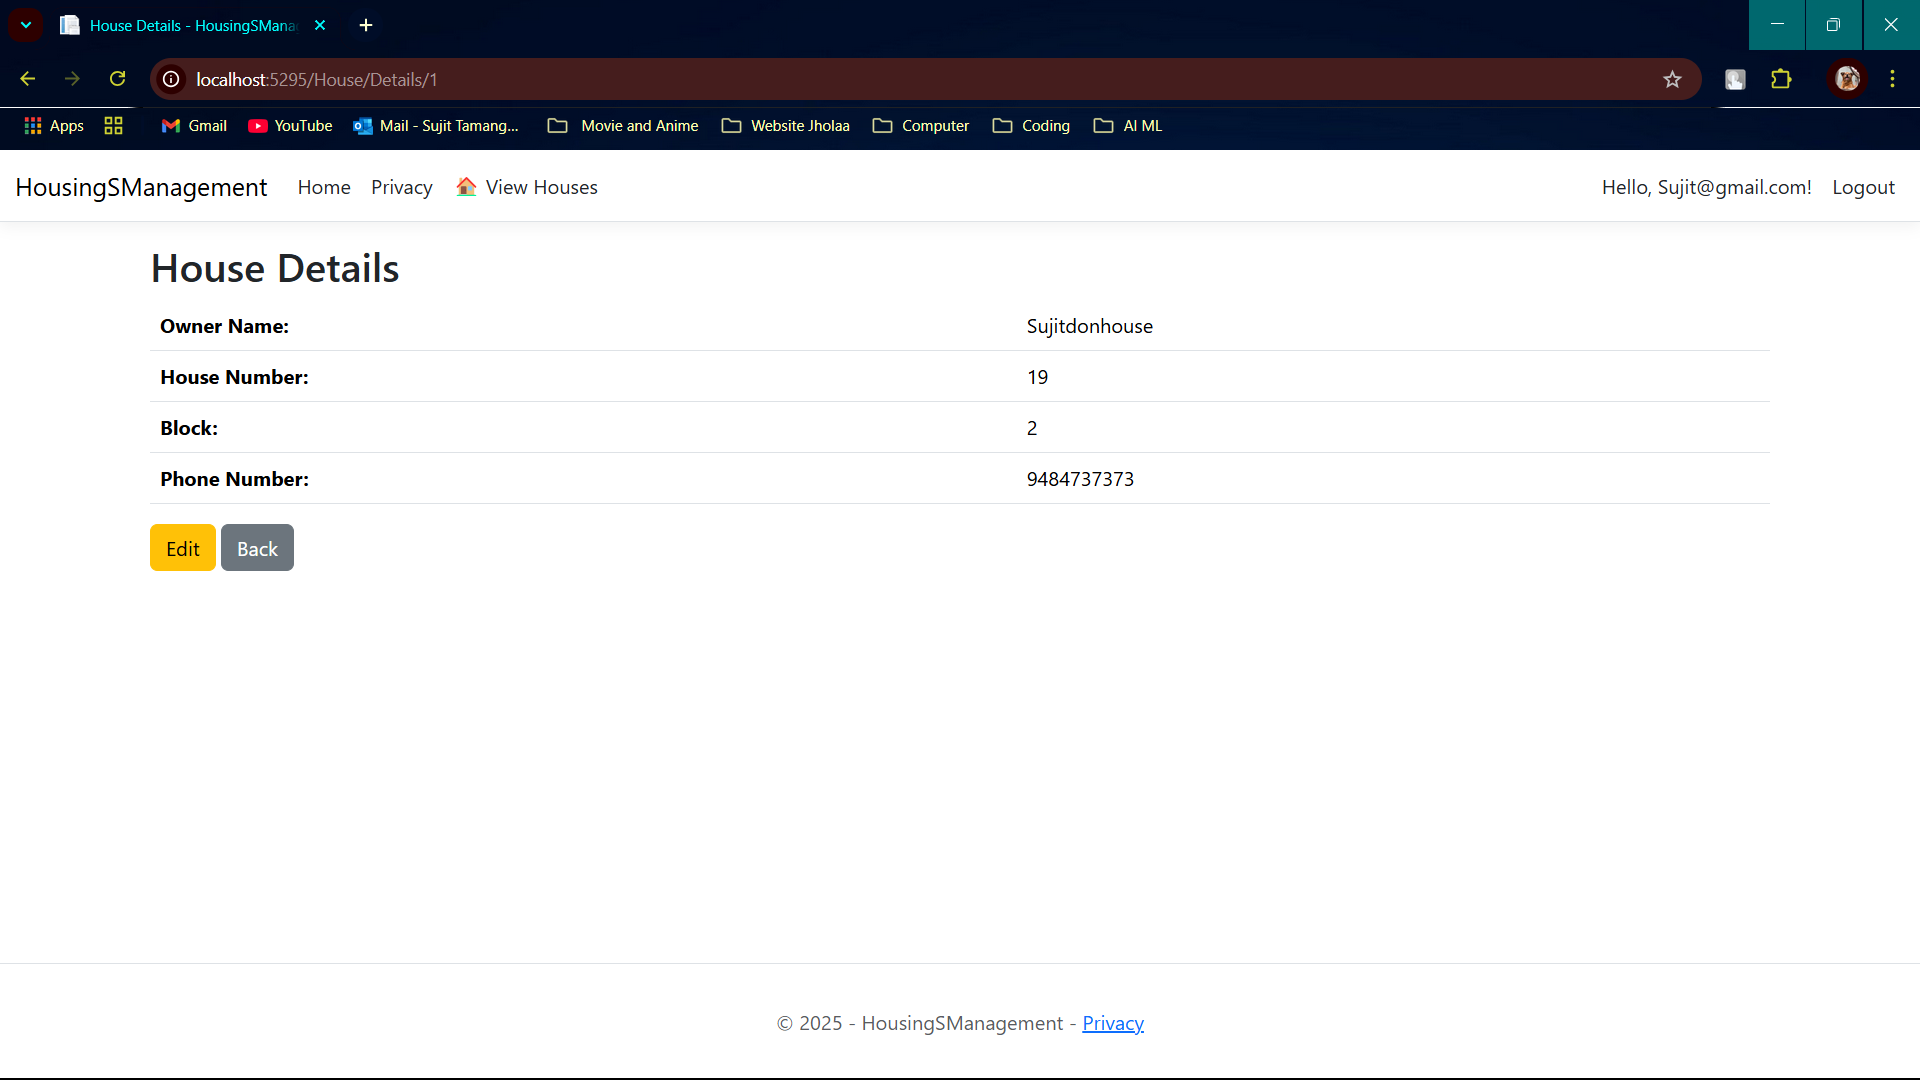 House Details - HousingSMana
localhost:5295/House/Details/1
Apps Gmail YouTube Mail - Sujit Tamang... Movie and Anime Website Jholaa Computer Coding AI ML
HousingSManagement Home Privacy View Houses Hello, Sujit@gmail.com! Logout
House Details
Owner Name: Sujitdonhouse
House Number: 19
Block: 2
Phone Number: 9484737373
Edit Back
© 2025 - HousingSManagement - Privacy